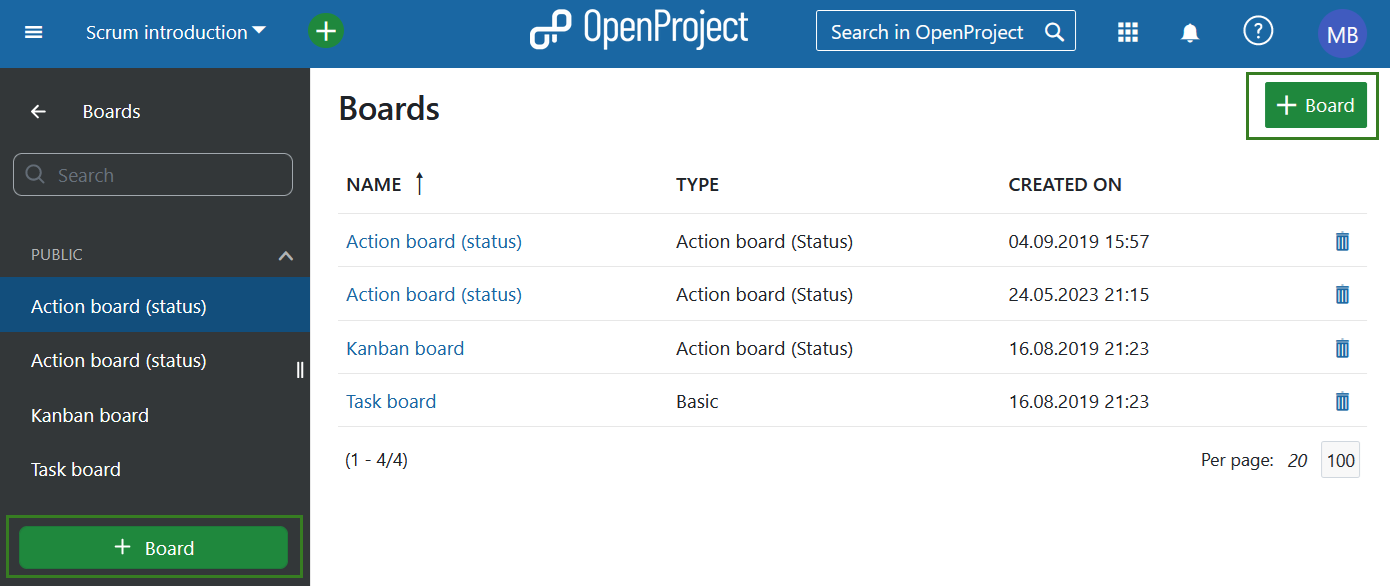 Scrum introduction
OpenProject
Search in OpenProject
?
MB
Boards
Search
PUBLIC
Action board (status)
Action board (status)
Kanban board
Task board
+ Board
Boards
+ Board
NAME ↑ TYPE CREATED ON
Action board (status) Action board (Status) 04.09.2019 15:57
Action board (status) Action board (Status) 24.05.2023 21:15
Kanban board Action board (Status) 16.08.2019 21:23
Task board Basic 16.08.2019 21:23
(1 - 4/4) Per page: 20 100